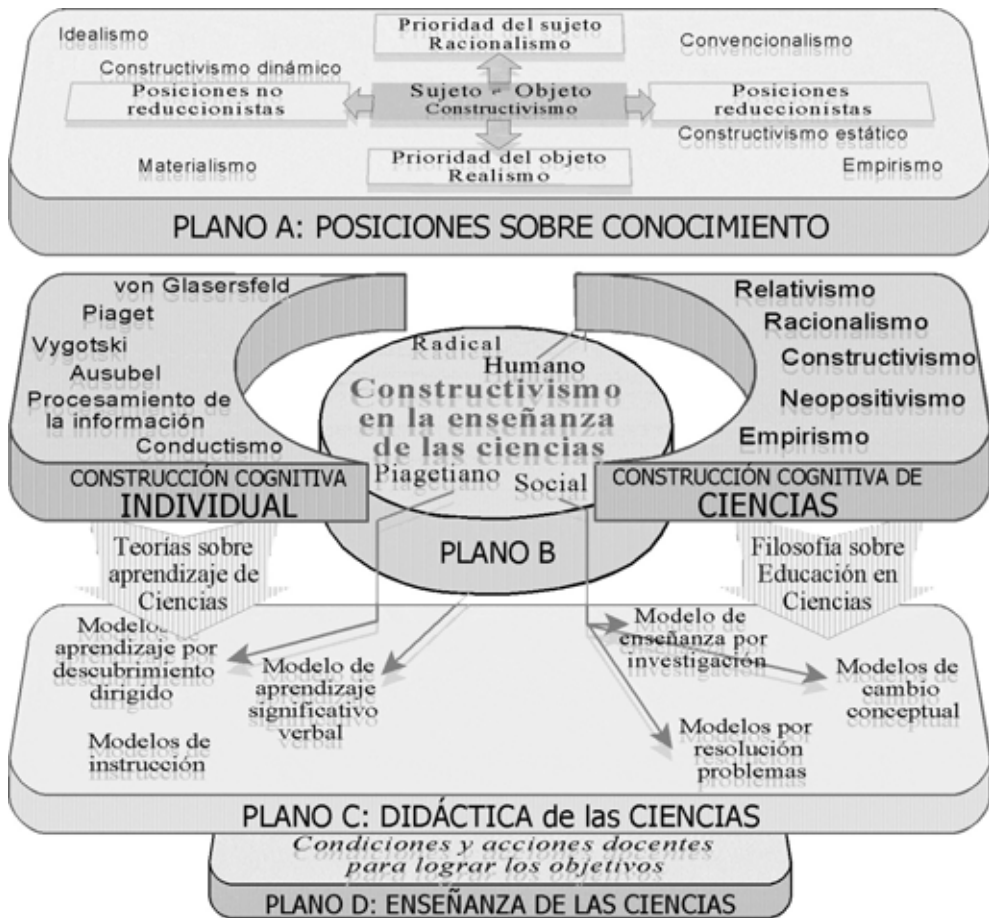 Idealismo
Prioridad del sujeto
Racionalismo
Convencionalismo
Constructivismo dinámico
Posiciones no
reduccionistas
Sujeto e Objeto
Constructivismo
Posiciones
reduccionistas
Constructivismo estático
Materialismo
Prioridad del objeto
Realismo
Empirismo
PLANO A: POSICIONES SOBRE CONOCIMIENTO
von Glasersfeld
Piaget
Vygotski
Ausubel
Procesamiento de
la información
Conductismo
CONSTRUCCIÓN COGNITIVA
INDIVIDUAL
Radical
Humano
Constructivismo
en la enseñanza
de las ciencias
Piagetiano
Social
PLANO B
Relativismo
Racionalismo
Constructivismo
Neopositivismo
Empirismo
CONSTRUCCIÓN COGNITIVA DE
CIENCIAS
Teorías sobre
aprendizaje de
Ciencias
Filosofía sobre
Educación en
Ciencias
Modelos
aprendizaje por
descubrimiento
dirigido
Modelo de
aprendizaje
significativo
verbal
Modelos de
instrucción
Modelo de
enseñanza por
investigación
Modelos de
cambio
conceptual
Modelos por
resolución
problemas
PLANO C: DIDÁCTICA de las CIENCIAS
Condiciones y acciones docentes
para lograr los objetivos
PLANO D: ENSEÑANZA DE LAS CIENCIAS